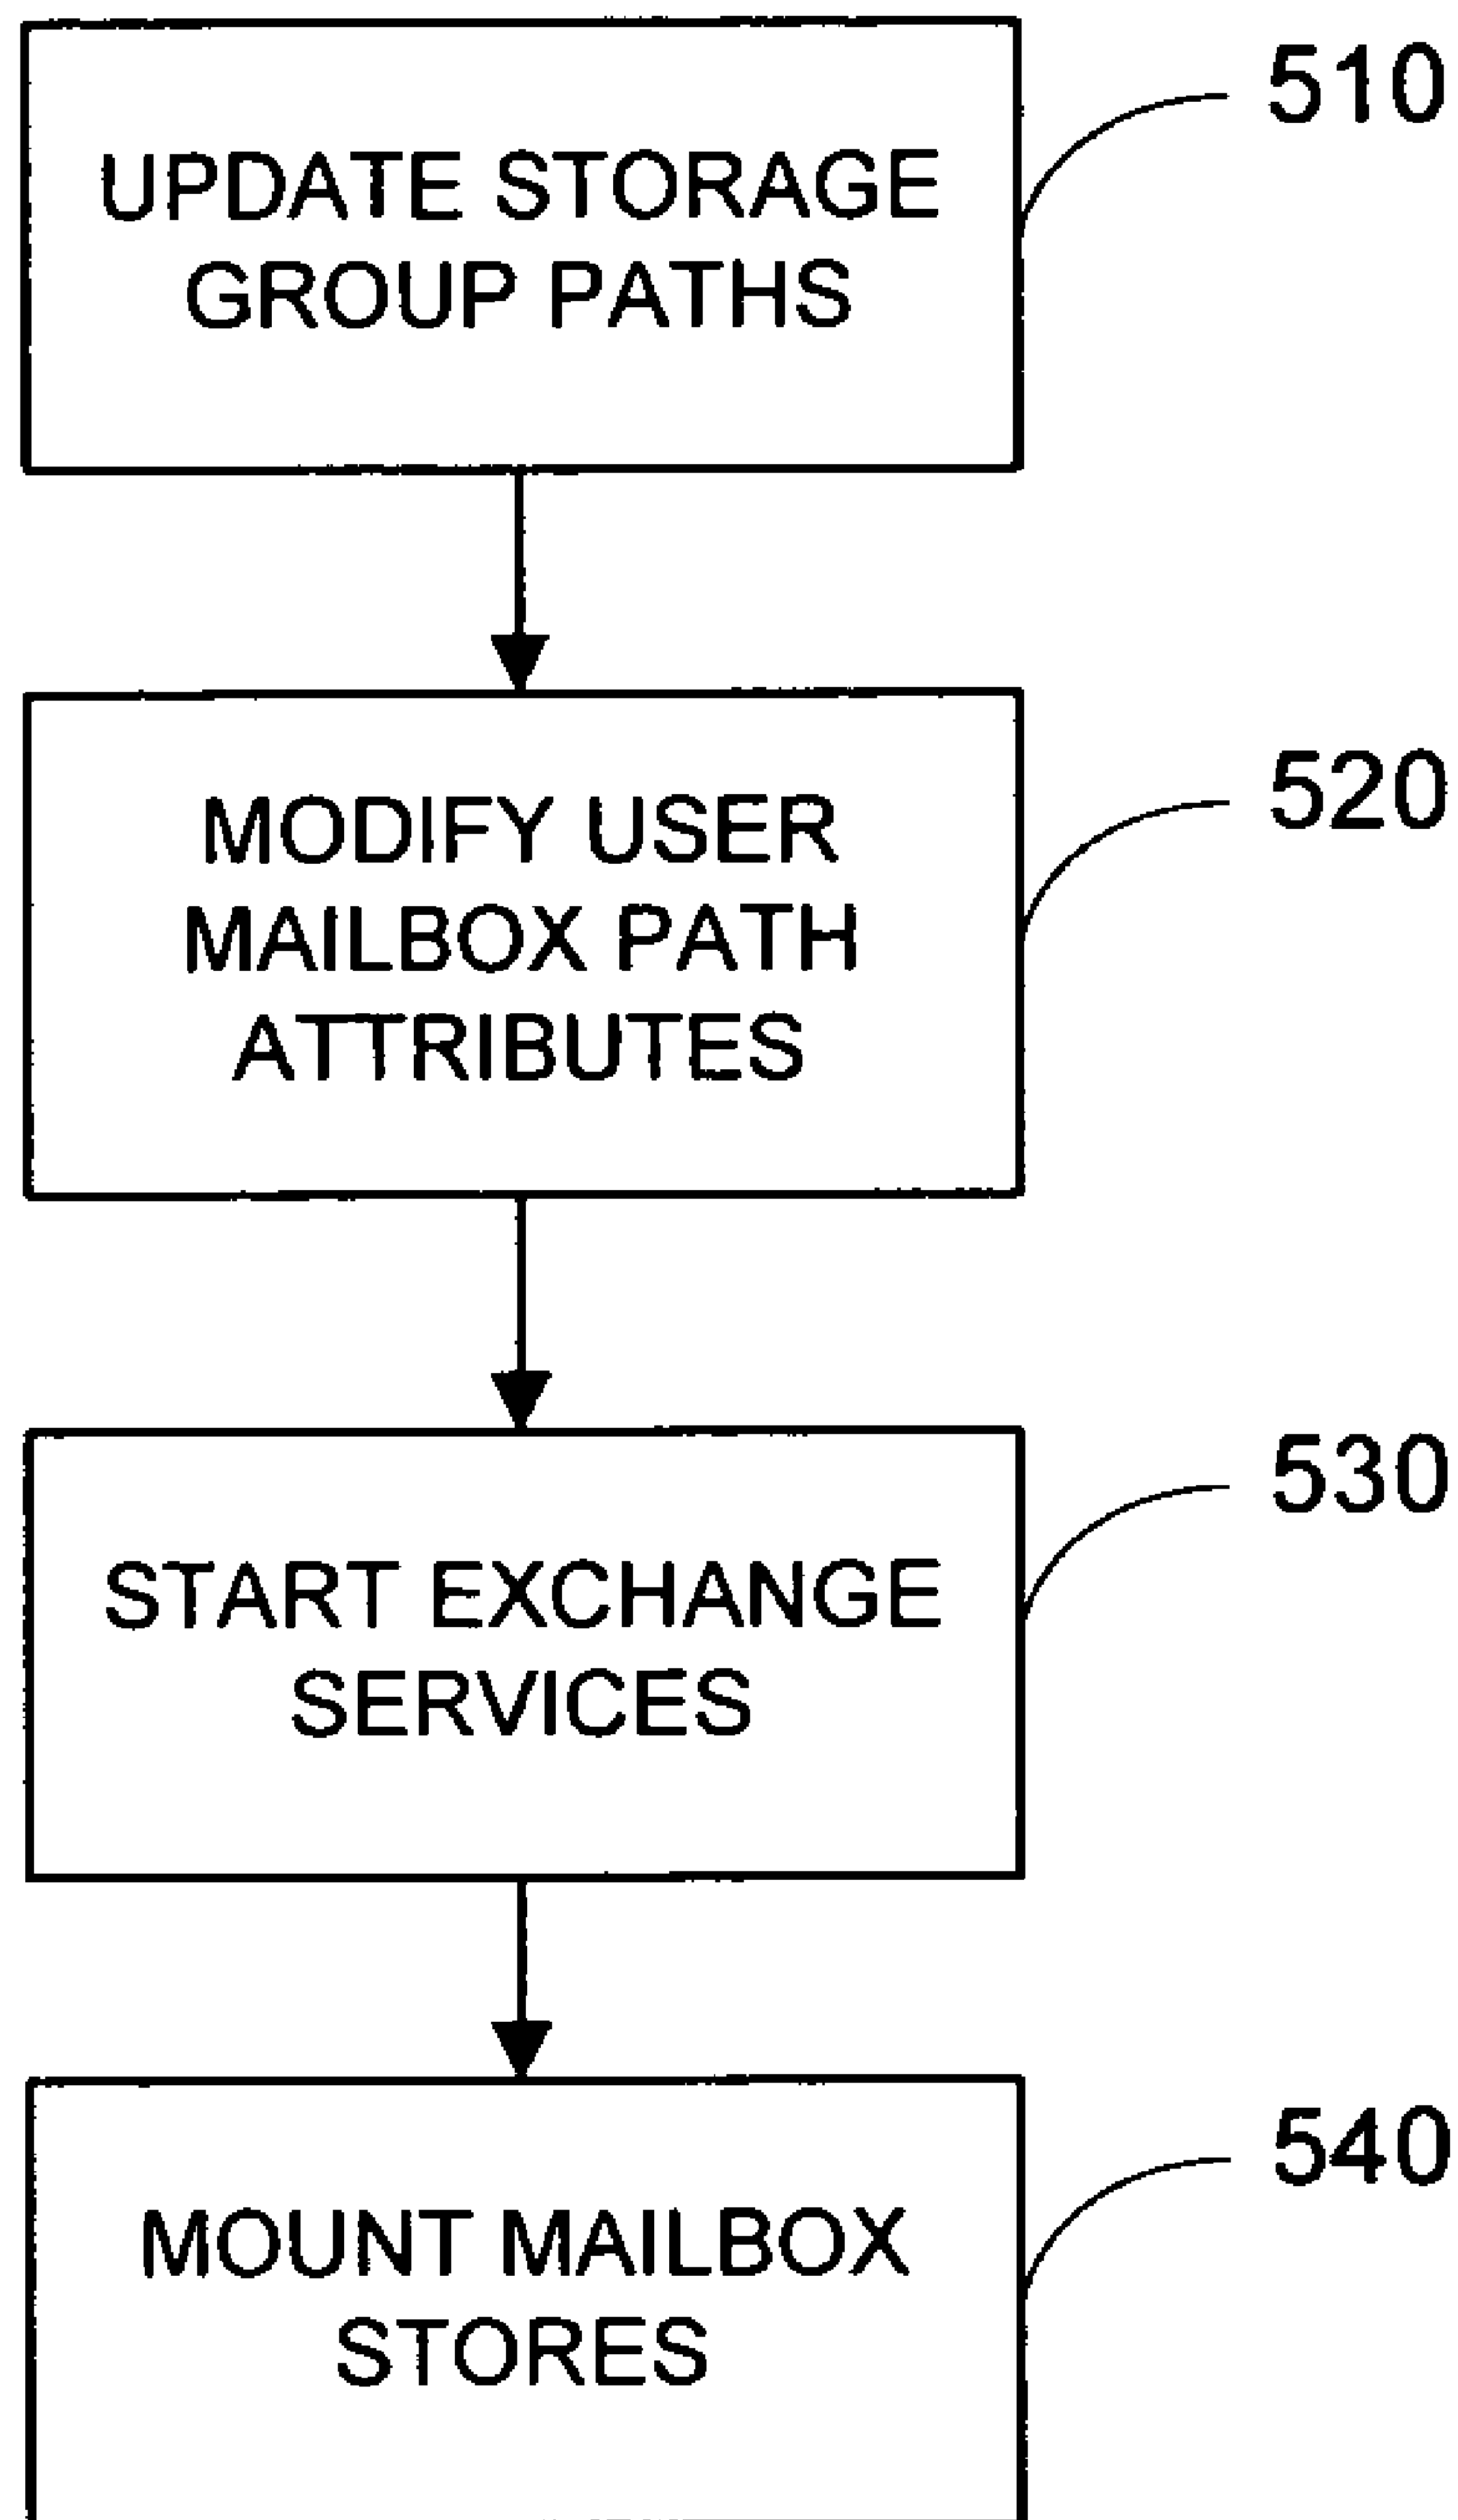 510
UPDATE STORAGE
GROUP PATHS
520
MODIFY USER
MAILBOX PATH
ATTRIBUTES
530
START EXCHANGE
SERVICES
540
MOUNT MAILBOX
STORES